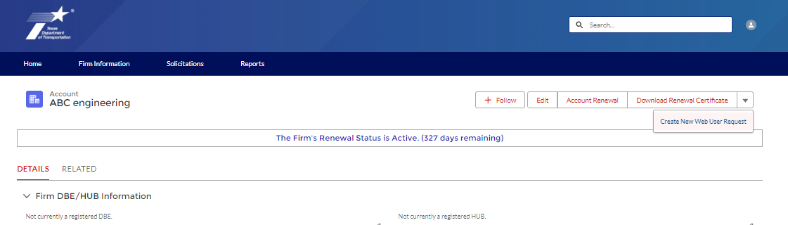 Texas
Department
of Transportation
Search...
Home Firm Information Solicitations Reports
Account
ABC engineering
+ Follow Edit Account Renewal Download Renewal Certificate
Create New Web User Request
The Firm's Renewal Status is Active. (327 days remaining)
DETAILS RELATED
Firm DBE/HUB Information
Not currently a registered DBE. Not currently a registered HUB.